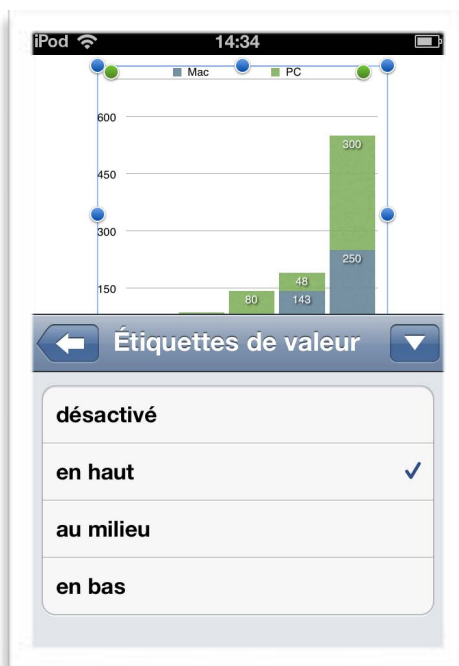 iPod 14:34
Mac PC
600
300
450
300
250
48
150 80 143
Étiquettes de valeur
désactivé
en haut
au milieu
en bas